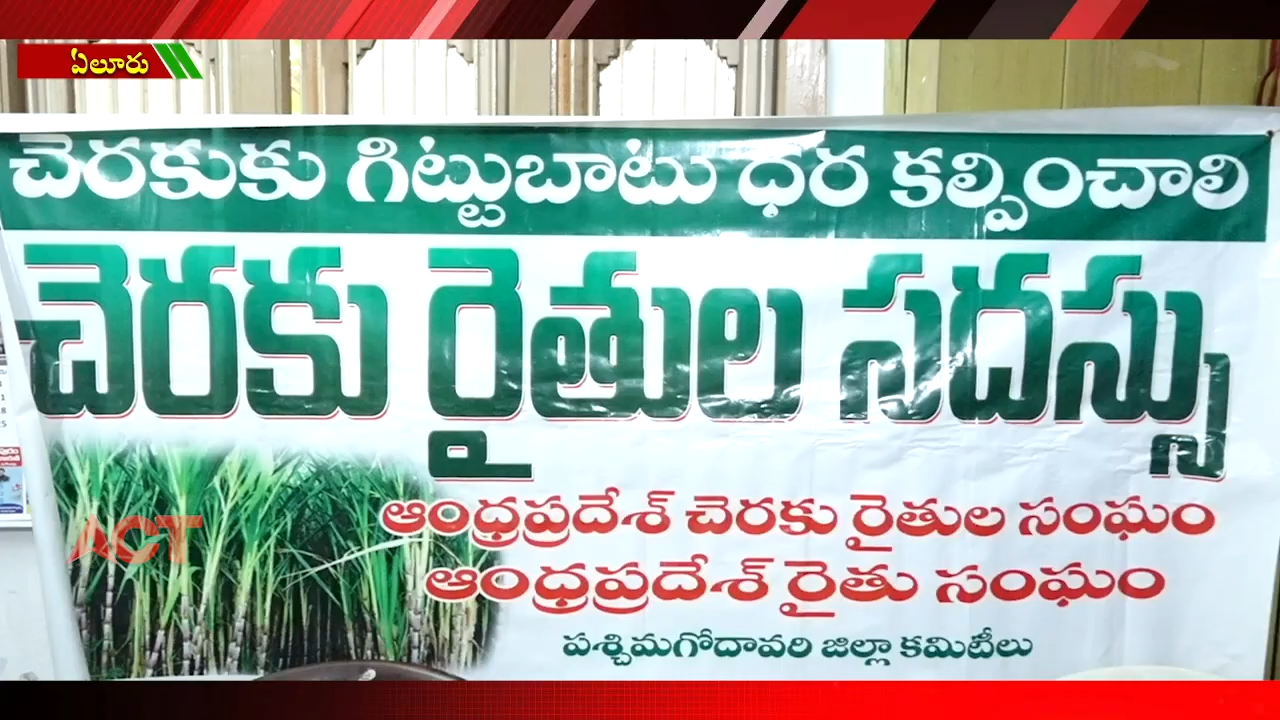 ఏలూరు
చెరకుకు గిట్టుబాటు ధర కల్పించాలి
చెరకు రైతుల సదస్సు
ఆంధ్రప్రదేశ్ చెరకు రైతుల సంఘం
ACT
ఆంధ్రప్రదేశ్ రైతు సంఘం
పశ్చిమగోదావరి జిల్లా కమిటీలు